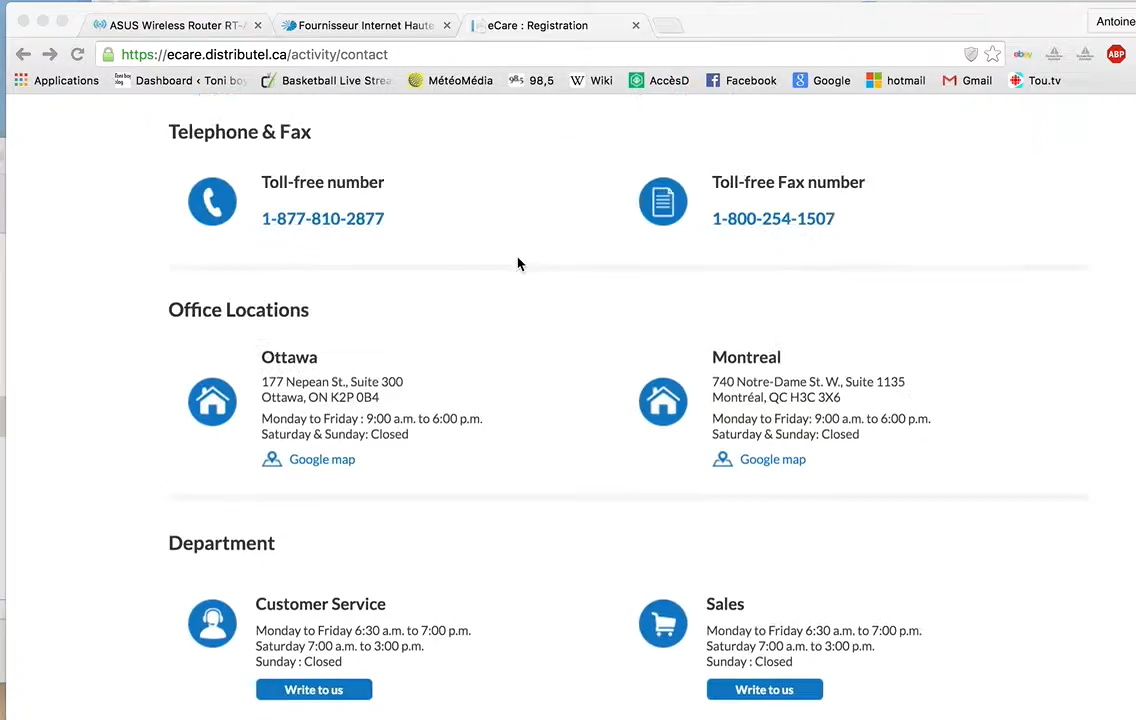 ASUS Wireless Router RT-
Fournisseur Internet Haute
eCare : Registration
Antoine
https://ecare.distributel.ca/activity/contact
ebay
ABP
Applications
Dashboard ‹ Toni boy
Basketball Live Strea
MétéoMédia
98,5
98,5
W Wiki
AccèsD
Facebook
Google
hotmail
Gmail
Tou.tv
Telephone & Fax
Toll-free number
1-877-810-2877
Toll-free Fax number
1-800-254-1507
Office Locations
Ottawa
177 Nepean St., Suite 300
Ottawa, ON K2P 0B4
Monday to Friday : 9:00 a.m. to 6:00 p.m.
Saturday & Sunday: Closed
Google map
Montreal
740 Notre-Dame St. W., Suite 1135
Montréal, QC H3C 3X6
Monday to Friday: 9:00 a.m. to 6:00 p.m.
Saturday & Sunday: Closed
Google map
Department
Customer Service
Monday to Friday 6:30 a.m. to 7:00 p.m.
Saturday 7:00 a.m. to 3:00 p.m.
Sunday : Closed
Write to us
Sales
Monday to Friday 6:30 a.m. to 7:00 p.m.
Saturday 7:00 a.m. to 3:00 p.m.
Sunday : Closed
Write to us